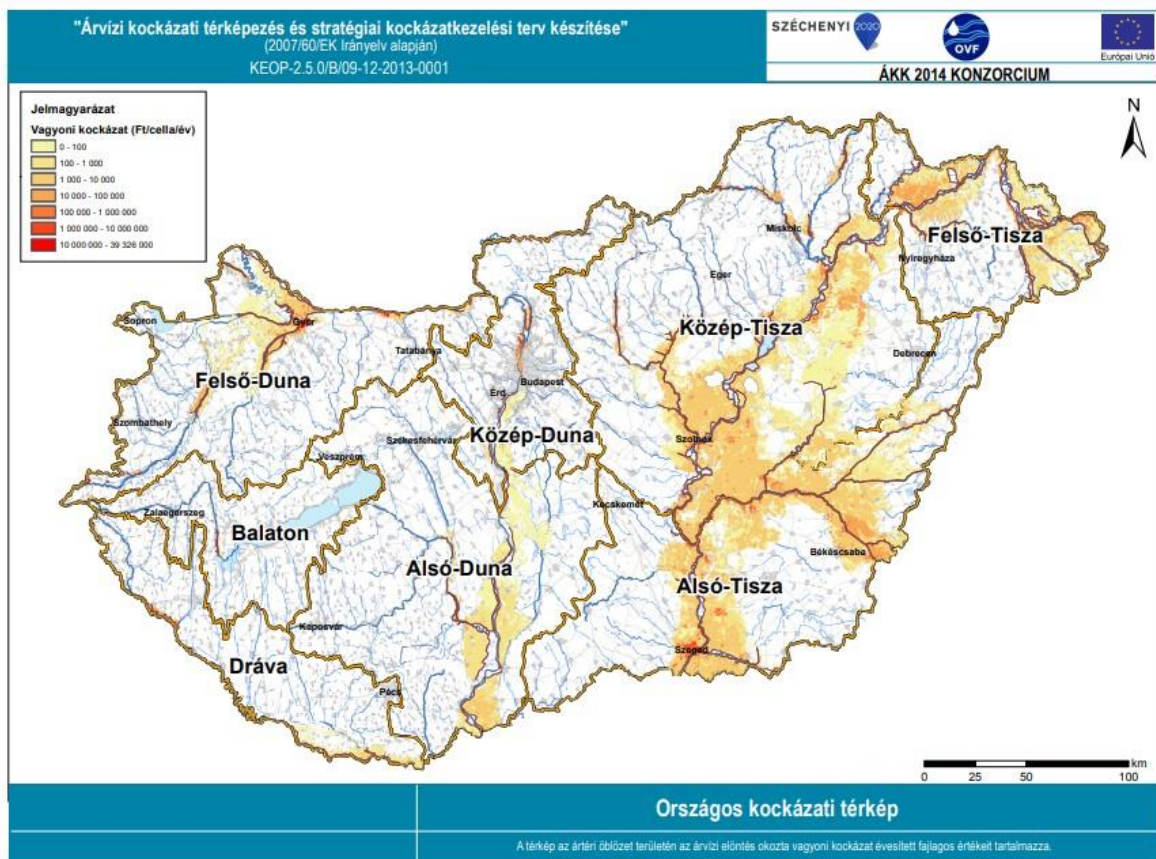 "Árvízi kockázati térképezés és stratégiai kockázatkezelési terv készítése"
(2007/60/EK Irányelv alapján)
KEOP-2.5.0/B/09-12-2013-0001
SZÉCHENYI 2020
OVF
Európai Unió
ÁKK 2014 KONZORCIUM
Jelmagyarázat
Vagyoni kockázat (Ft/cella/év)
0 - 100
100 - 1 000
1 000 - 10 000
10 000 - 100 000
100 000 - 1 000 000
1 000 000 - 10 000 000
10 000 000 - 39 326 000
N
Miskolc
Felső-Tisza
Nyíregyháza
Eger
Sopron
Győr
Közép-Tisza
Tatabánya
Debrecen
Felső-Duna
Budapest
Érd
Szombathely
Székesfehérvár
Közép-Duna
Szolnok
Veszprém
Kecskemét
Zalaegerszeg
Balaton
Békéscsaba
Alsó-Duna
Alsó-Tisza
Kaposvár
Szeged
Dráva
Pécs
km
0 25 50 100
Országos kockázati térkép
A térkép az ártéri öblözet területén az árvízi elöntés okozta vagyoni kockázat évesített fajlagos értékeit tartalmazza.